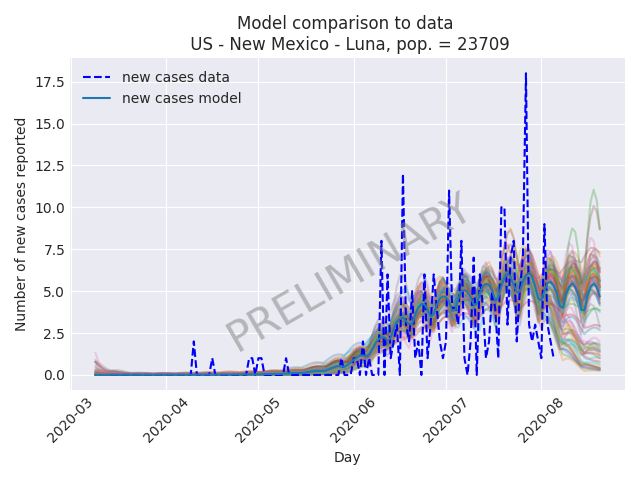 Model comparison to data
US - New Mexico - Luna, pop. = 23709
new cases data
new cases model
17.5
15.0
12.5
10.0
7.5
5.0
2.5
0.0
Number of new cases reported
PRELIMINARY
2020-03
2020-04
2020-05
2020-06
2020-07
2020-08
Day